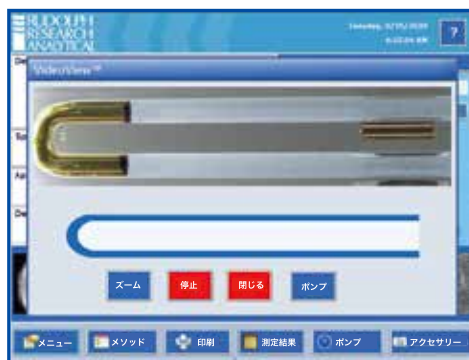 RUDOLPH
RESEARCH
ANALYTICAL
?
VideoView™
ズーム
停止
閉じる
ポンプ
メニュー
メソッド
印刷
測定結果
ポンプ
アクセサリー